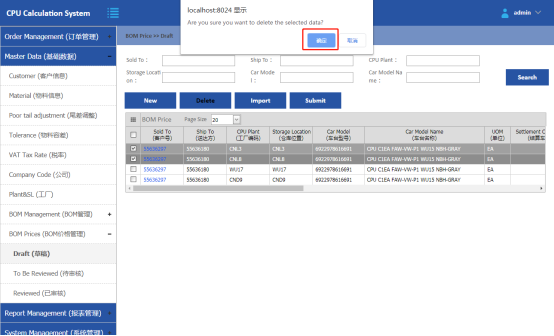 CPU Calculation System
localhost:8024 显示
Are you sure you want to delete the selected data?
确定
取消
admin
Order Management (订单管理) +
Master Data (基础数据) −
Customer (客户信息)
Material (物料信息)
Poor tail adjustment (尾差调整)
Tolerance (物料容差)
VAT Tax Rate (税率)
Company Code (公司)
Plant&SL (工厂)
BOM Management (BOM管理) +
BOM Prices (BOM价格管理) −
Draft (草稿)
To Be Reviewed (待审核)
Reviewed (已审核)
Report Management (报表管理) +
System Management (系统管理) +
BOM Price >> Draft
Sold To :
Ship To :
CPU Plant :
Storage Locati
on :
Car Mode
l :
Car Model Na
me :
Search
New
Delete
Import
Submit
BOM Price Page Size 20
Sold To Ship To CPU Plant Storage Location Car Model Car Model Name UOM Settlement C
(客户号) (送达方) (工厂编码) (仓库位置) (车台型号) (车台名称) (单位)
55636297 55636180 CNL3 CNL3 6922978616691 CPU C1EA FAW-VW-P1 WU15 NBH-GRAY EA
55636297 55636180 CNL8 CNL8 6922978616691 CPU C1EA FAW-VW-P1 WU15 NBH-GRAY EA
55636297 55636180 WU17 CNL3 6922978616691 CPU C1EA FAW-VW-P1 WU15 NBH-GRAY EA
55636297 55636180 CND9 CND9 6922978616691 CPU C1EA FAW-VW-P1 WU15 NBH-GRAY EA